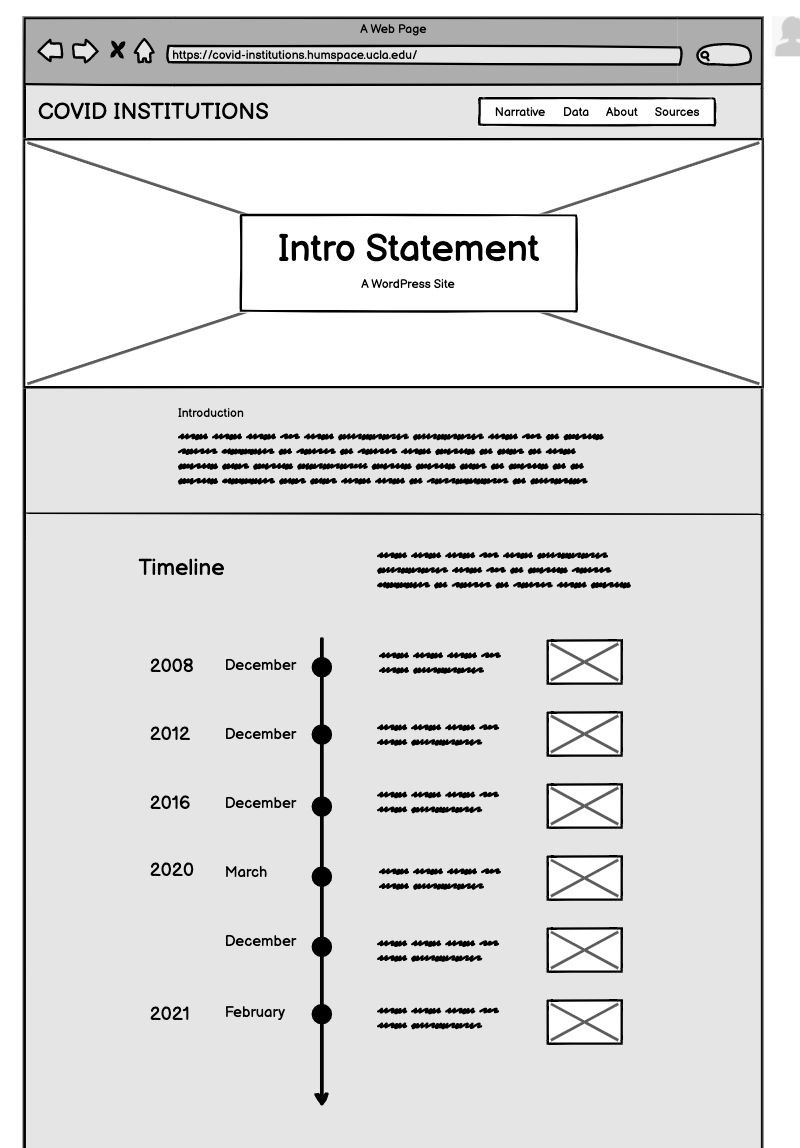 A Web Page
https://covid-institutions.humspace.ucla.edu/
COVID INSTITUTIONS
Narrative Data About Sources
Intro Statement
A WordPress Site
Introduction
Timeline
2008 December
2012 December
2016 December
2020 March
December
2021 February